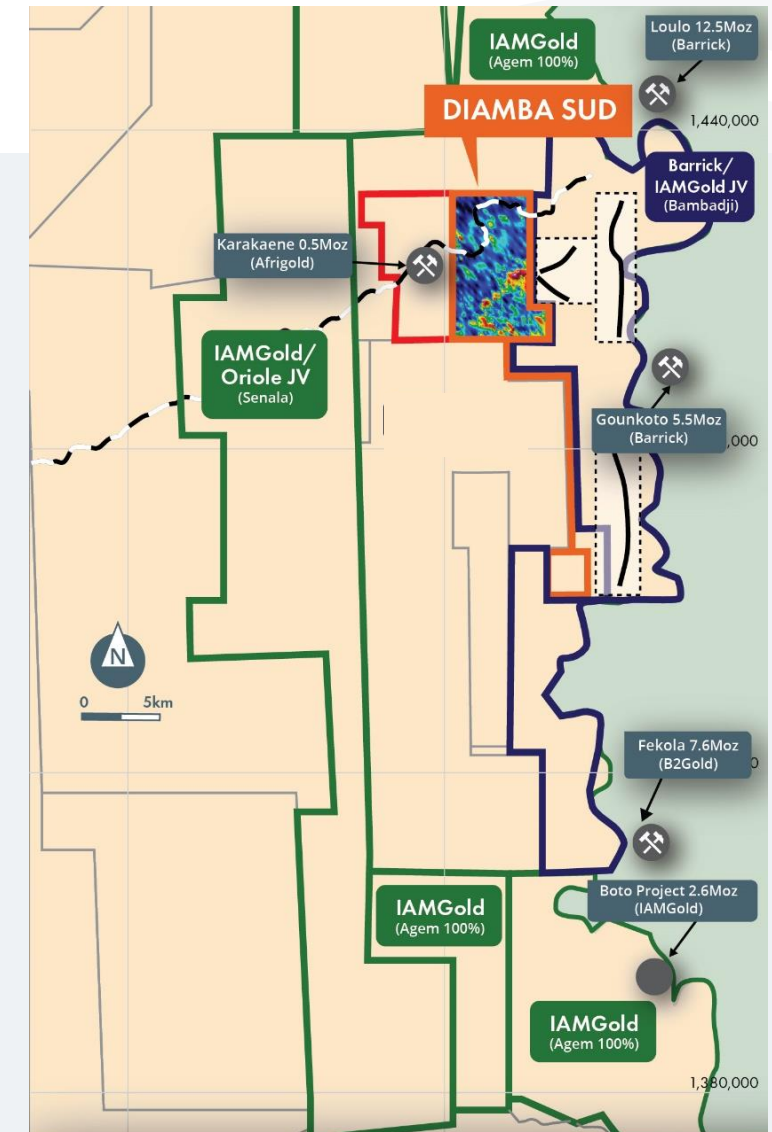 Loulo 12.5Moz
(Barrick)
IAMGold
(Agem 100%)
DIAMBA SUD
1,440,000
Barrick/
IAMGold JV
(Bambadji)
Karakaene 0.5Moz
(Afrigold)
IAMGold/
Oriole JV
(Senala)
Gounkoto 5.5Moz
(Barrick)
,000
N
0 5km
Fekola 7.6Moz
(B2Gold)
0
Boto Project 2.6Moz
(IAMGold)
IAMGold
(Agem 100%)
IAMGold
(Agem 100%)
1,380,000